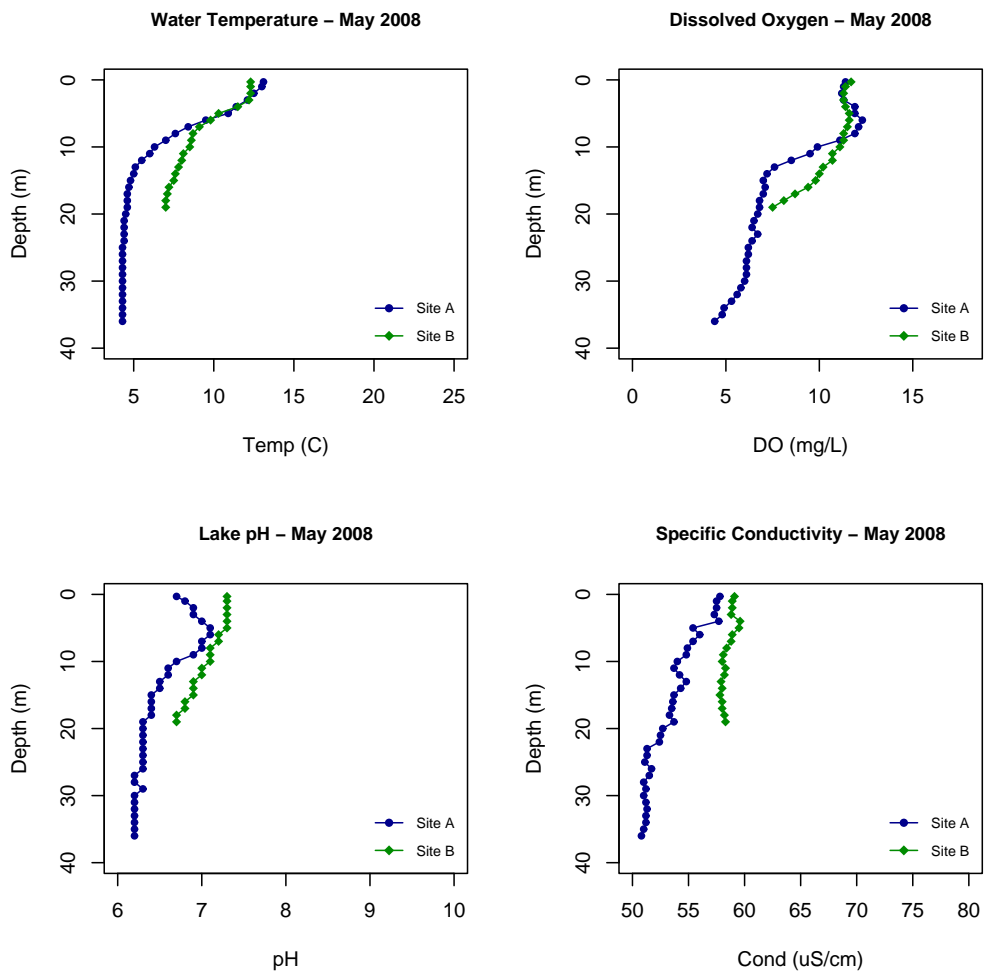 Water Temperature – May 2008
0
10
20
30
40
Depth (m)
5 10 15 20 25
Temp (C)
Site A
Site B
Dissolved Oxygen – May 2008
0
10
20
30
40
Depth (m)
0 5 10 15
DO (mg/L)
Site A
Site B
Lake pH – May 2008
0
10
20
30
40
Depth (m)
6 7 8 9 10
pH
Site A
Site B
Specific Conductivity – May 2008
0
10
20
30
40
Depth (m)
50 55 60 65 70 75 80
Cond (uS/cm)
Site A
Site B